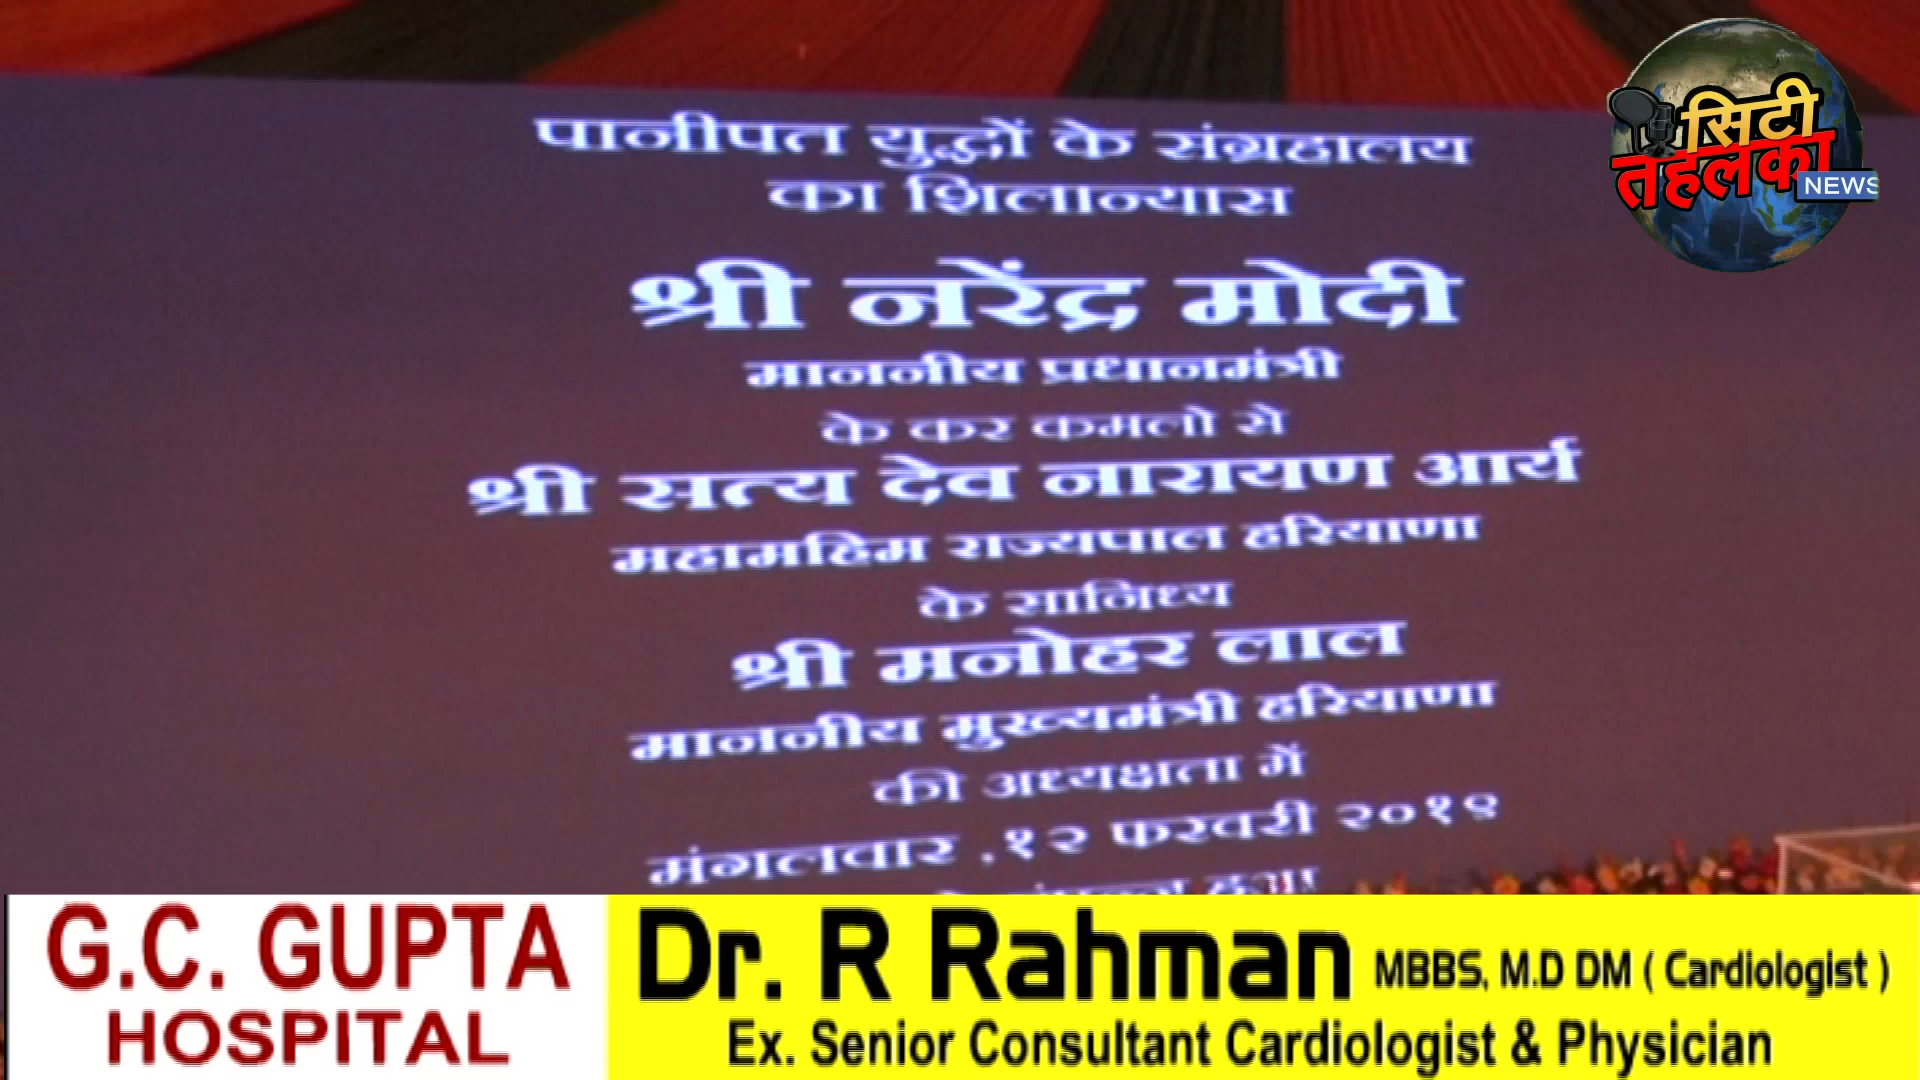 पानीपत युद्धों के संग्रहालय
का शिलान्यास
श्री नरेंद्र मोदी
माननीय प्रधानमंत्री
के कर कमलो से
श्री सत्य देव नारायण आर्य
महामहिम राज्यपाल हरियाणा
के सानिध्य
श्री मनोहर लाल
माननीय मुख्यमंत्री हरियाणा
की अध्यक्षता में
मंगलवार .१२ फरवरी २०१९
सिटी
तहलका
NEWS
G.C. GUPTA
HOSPITAL
Dr. R Rahman MBBS, M.D DM ( Cardiologist )
Ex. Senior Consultant Cardiologist & Physician